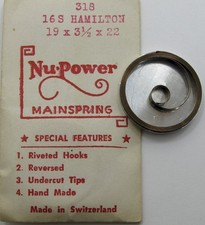 318
16S HAMILTON
19 x 3½ x 22
Nu-Power
MAINSPRING
★ SPECIAL FEATURES ★
1. Riveted Hooks
2. Reversed
3. Undercut Tips
4. Hand Made
Made in Switzerland